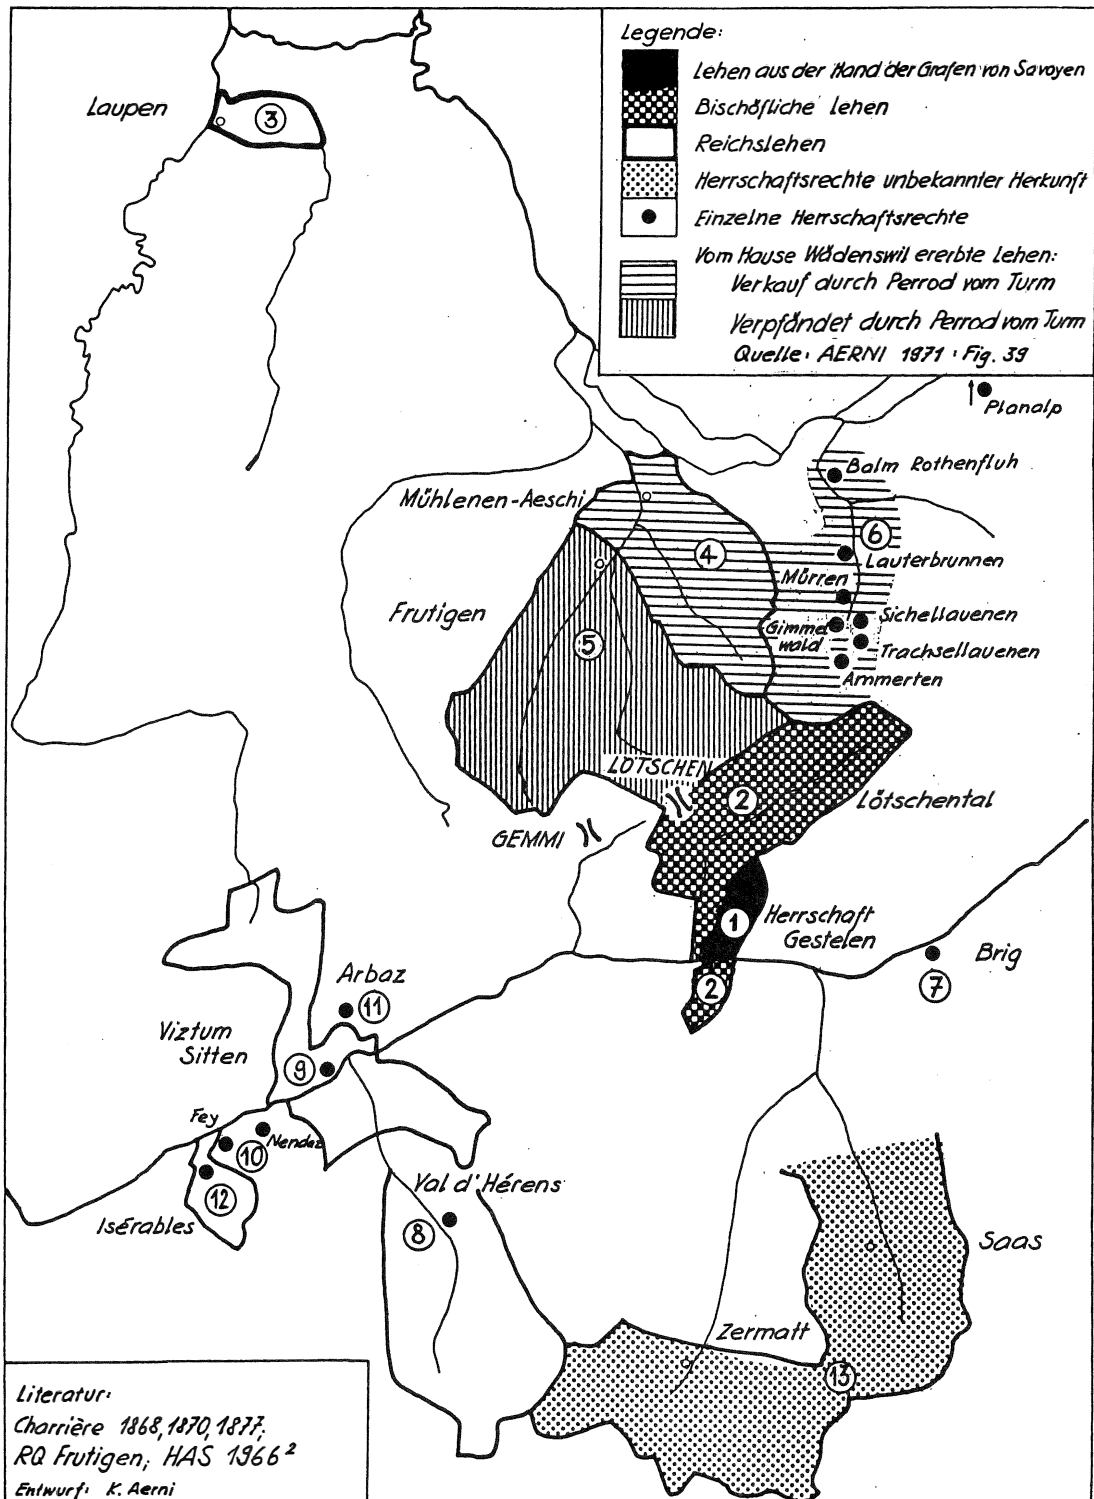 Legende:
Lehen aus der Hand der Grafen von Savoyen
Bischöfliche Lehen
Reichslehen
Herrschaftsrechte unbekannter Herkunft
Einzelne Herrschaftsrechte
Vom Hause Wädenswil ererbte Lehen:
Verkauf durch Perrod vom Turm
Verpfändet durch Perrod vom Turm
Quelle: AERNI 1971: Fig. 39
Laupen
3
Planalp
Balm Rothenfluh
Mühlenen-Aeschi
6
4
Lauterbrunnen
Mürren
Frutigen
Sichellauenen
Gimmel
wald
5
Trachsellauenen
Ammerten
LÖTSCHEN
2
Lötschental
GEMMI
1
Herrschaft
Gestelen
Brig
7
2
Arbaz
11
Viztum
Sitten
9
Fey
Nendaz
10
12
Isérables
Val d'Hérens
8
Saas
Zermatt
13
Literatur:
Charrière 1868, 1870, 1877;
RQ Frutigen; HAS 1966²
Entwurf: K. Aerni